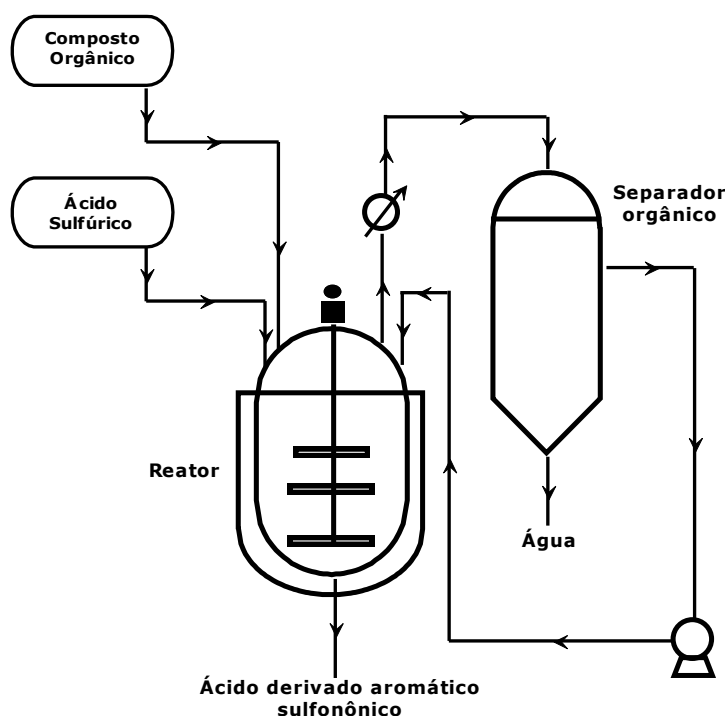 Composto
Orgânico
Ácido
Sulfúrico
Separador
orgânico
Reator
Água
Ácido derivado aromático
sulfonônico